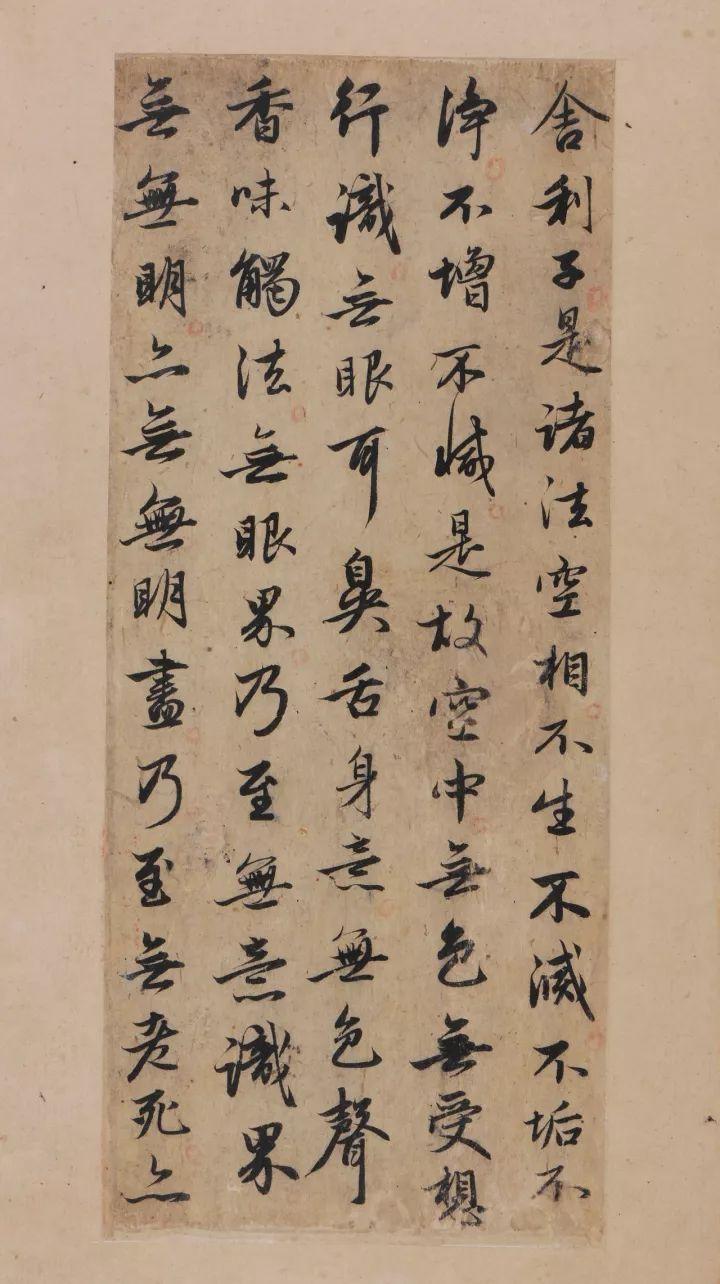 舍利子是諸法空相不生不滅不垢不
淨不增不減是故空中無色無受想
行識無眼耳鼻舌身意無色聲
香味觸法無眼界乃至無意識界
無無明亦無無明盡乃至無老死亦